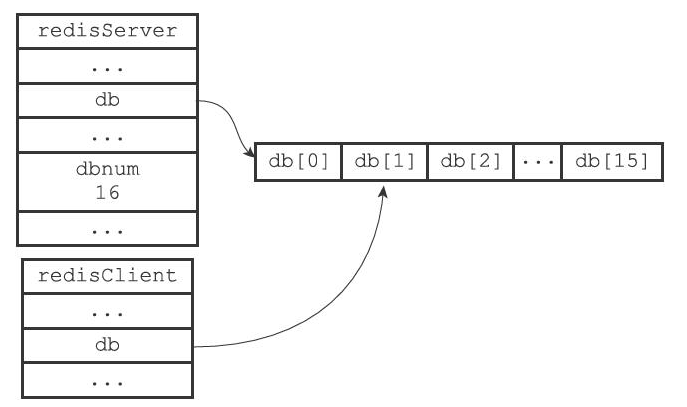 redisServer
...
db
...
dbnum
16
...
db[0] db[1] db[2] ... db[15]
redisClient
...
db
...